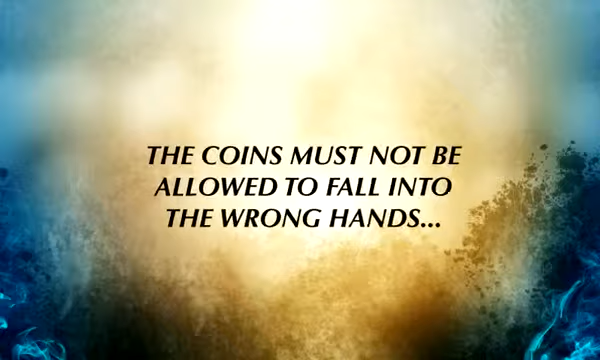 THE COINS MUST NOT BE
ALLOWED TO FALL INTO
THE WRONG HANDS...